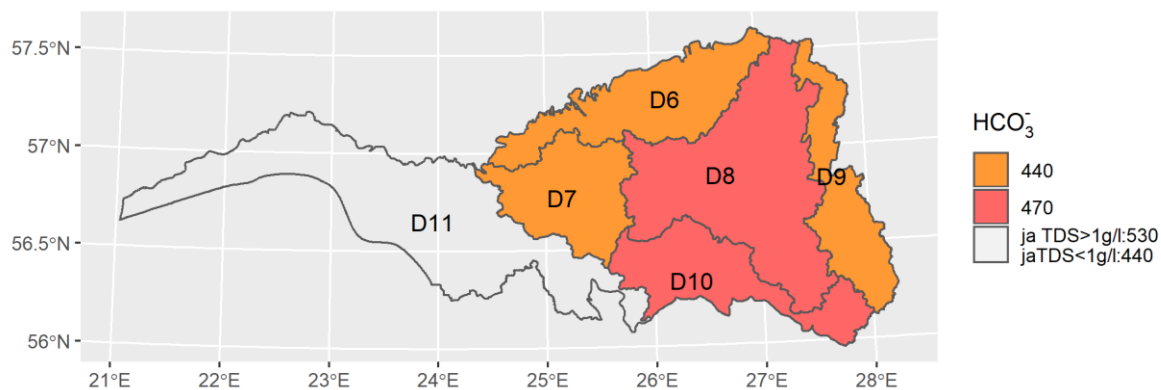 57.5°N
57°N
56.5°N
56°N
D6
D7
D8
D9
D10
D11
21°E 22°E 23°E 24°E 25°E 26°E 27°E 28°E
HCO₃⁻
440
470
ja TDS>1g/l:530
jaTDS<1g/l:440